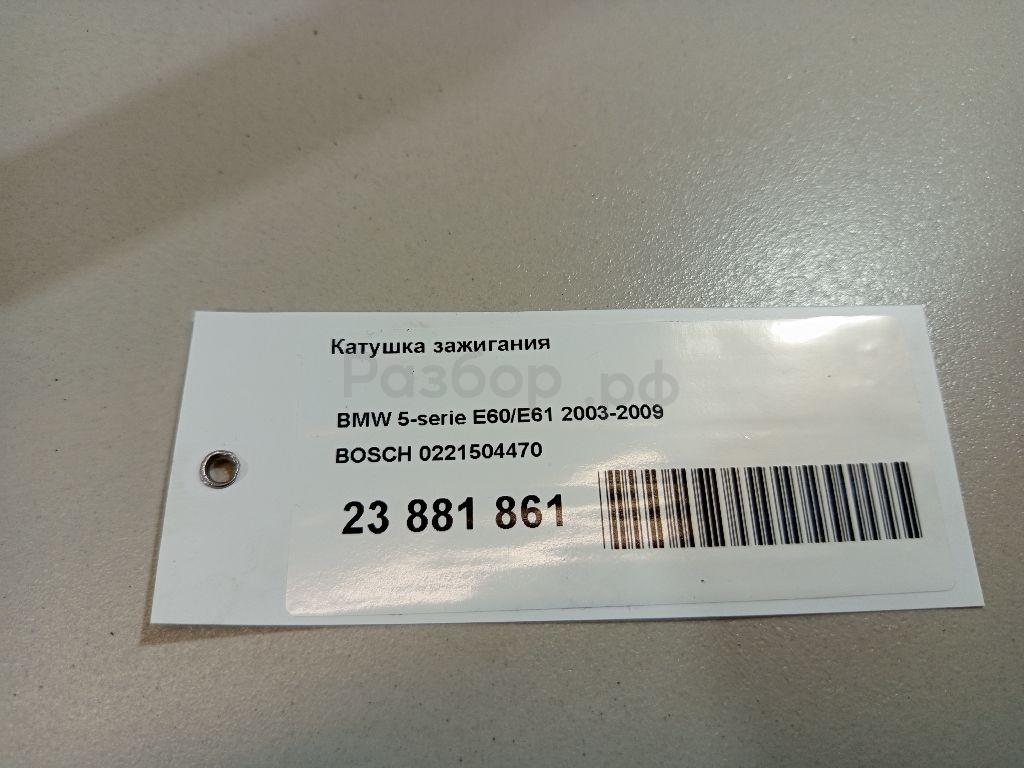 Катушка зажигания
Разбор.рф
BMW 5-serie E60/E61 2003-2009
BOSCH 0221504470
23 881 861